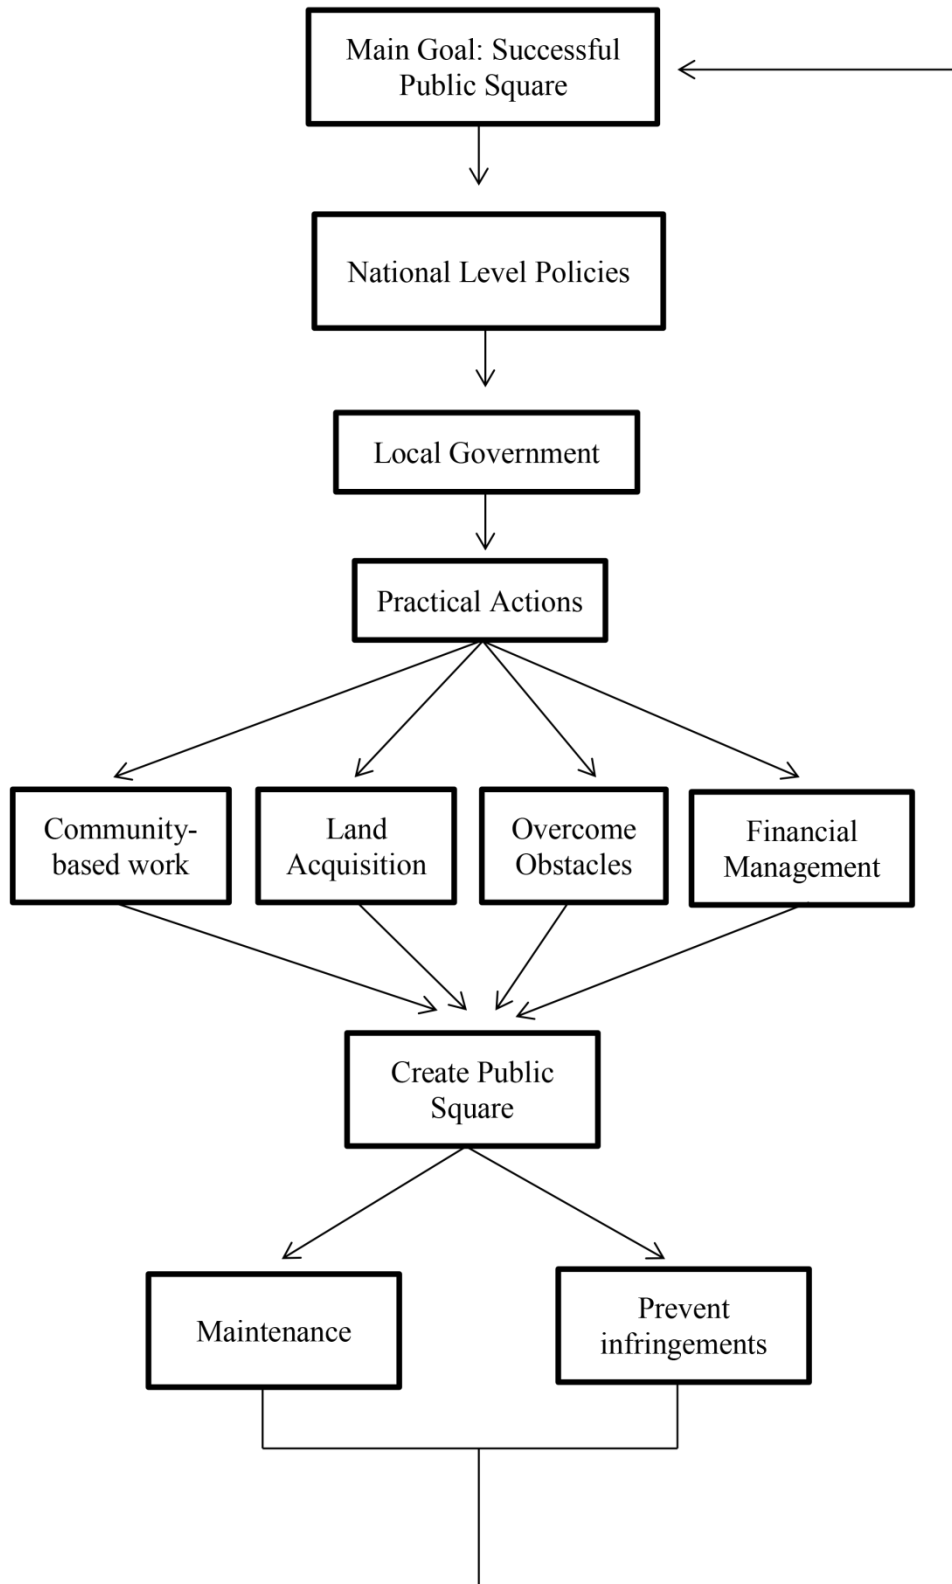 Main Goal: Successful
Public Square
National Level Policies
Local Government
Practical Actions
Community-
based work
Land
Acquisition
Overcome
Obstacles
Financial
Management
Create Public
Square
Maintenance
Prevent
infringements